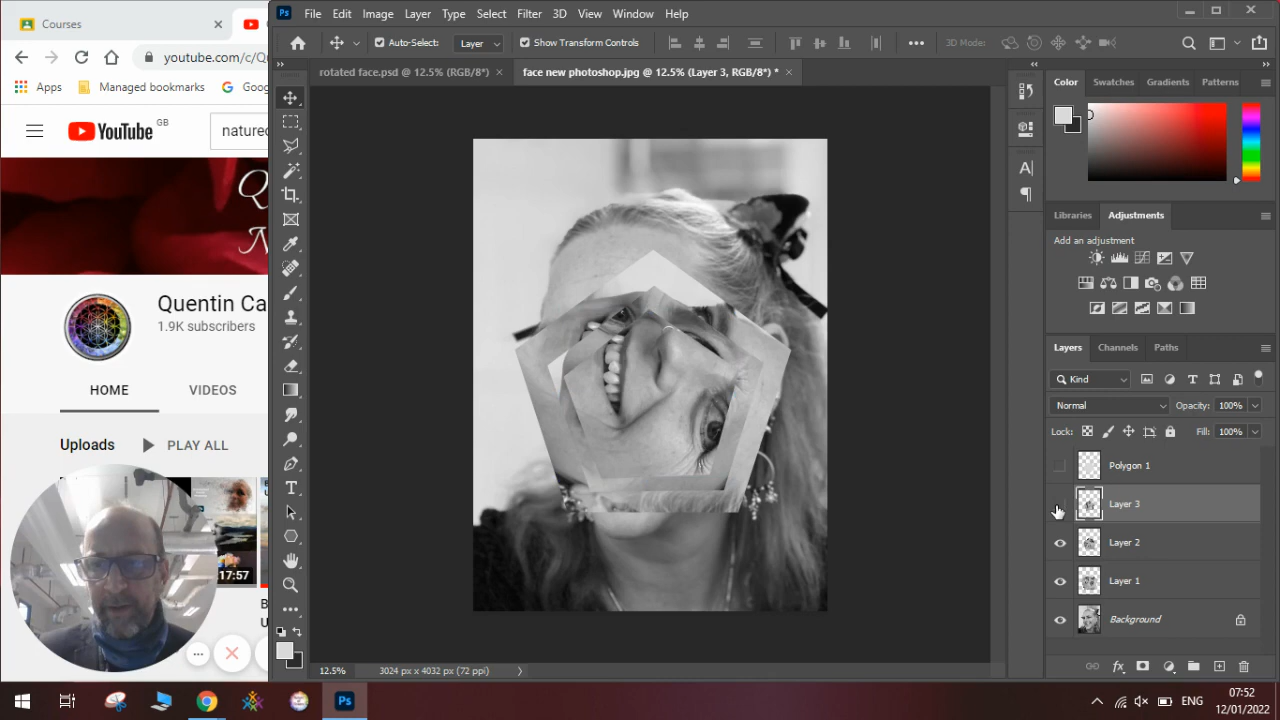 Courses
youtube.com/c/Qu
Apps
Managed bookmarks
Goog
YouTube
GB
natured
Q
N
Quentin Ca
1.9K subscribers
HOME
VIDEOS
Uploads
PLAY ALL
17:57
B
U
Ps
File
Edit
Image
Layer
Type
Select
Filter
3D
View
Window
Help
Auto-Select:
Layer
Show Transform Controls
3D Mode:
rotated face.psd @ 12.5% (RGB/8*)
face new photoshop.jpg @ 12.5% (Layer 3, RGB/8*) *
Color
Swatches
Gradients
Patterns
Libraries
Adjustments
Add an adjustment
Layers
Channels
Paths
Kind
Normal
Opacity:
100%
Lock:
Fill:
100%
Polygon 1
Layer 3
Layer 2
Layer 1
Background
12.5%
3024 px x 4032 px (72 ppi)
Ps
ENG
07:52
12/01/2022